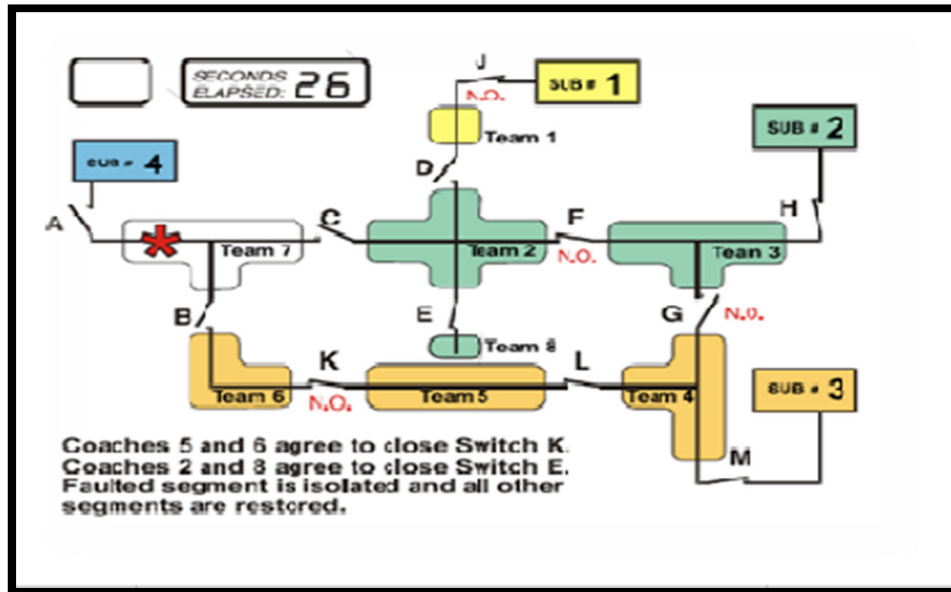 SECONDS
ELAPSED: 26
J
SUB # 1
N.O.
Team 1
SUB # 2
SUB # 4
D
A
C
F
H
Team 7
Team 2
N.O.
Tean 3
B
E
G
N.O.
Team 8
K
L
Team 6
N.O.
Team 5
Team 4
SUB # 3
M
Coaches 5 and 6 agree to close Switch K.
Coaches 2 and 8 agree to close Switch E.
Faulted segment is isolated and all other
segments are restored.